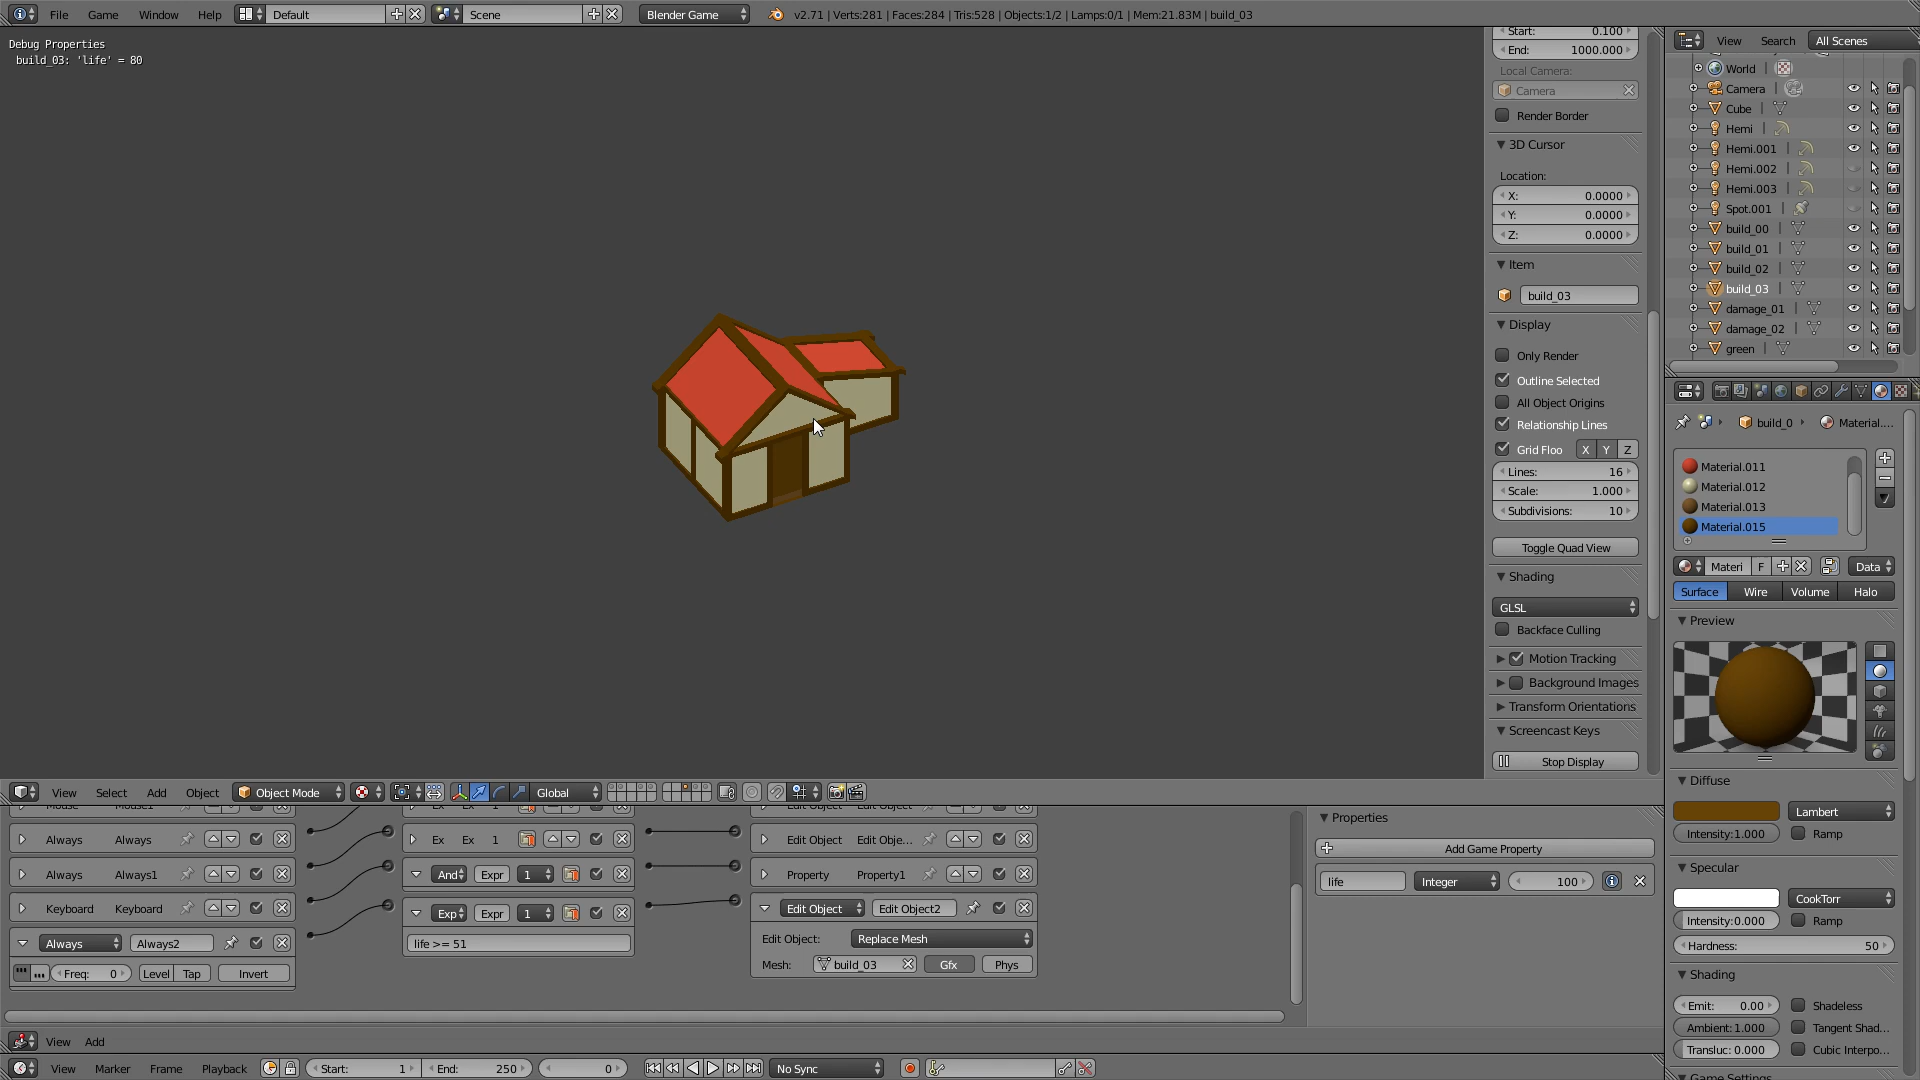 File Game Window Help Default Scene Blender Game v2.71 | Verts:281 | Faces:284 | Tris:528 | Objects:1/2 | Lamps:0/1 | Mem:21.83M | build_03
Debug Properties
build_03: 'life' = 80
Start: 0.100
End: 1000.000
Local Camera:
Camera
Render Border
3D Cursor
Location:
X: 0.0000
Y: 0.0000
Z: 0.0000
Item
build_03
Display
Only Render
Outline Selected
All Object Origins
Relationship Lines
Grid Floo X Y Z
Lines: 16
Scale: 1.000
Subdivisions: 10
Toggle Quad View
Shading
GLSL
Backface Culling
Motion Tracking
Background Images
Transform Orientations
Screencast Keys
Stop Display
View Search All Scenes
World
Camera
Cube
Hemi
Hemi.001
Hemi.002
Hemi.003
Spot.001
build_00
build_01
build_02
build_03
damage_01
damage_02
green
build_0 Material....
Material.011
Material.012
Material.013
Material.015
Materi F Data
Surface Wire Volume Halo
Preview
Diffuse
Lambert
Intensity:1.000 Ramp
Specular
CookTorr
Intensity:0.000 Ramp
Hardness: 50
Shading
Emit: 0.00 Shadeless
Ambient: 1.000 Tangent Shad...
Transluc: 0.000 Cubic Interpo...
View Select Add Object Object Mode Global
Always Always Ex Ex 1 Edit Object Edit Obje...
Always Always1 And Expr 1 Property Property1
Keyboard Keyboard Exp Expr 1 Edit Object Edit Object2
Always Always2 life >= 51 Edit Object: Replace Mesh
Freq: 0 Level Tap Invert Mesh: build_03 Gfx Phys
Properties
Add Game Property
life Integer 100
View Add
View Marker Frame Playback Start: 1 End: 250 0 No Sync